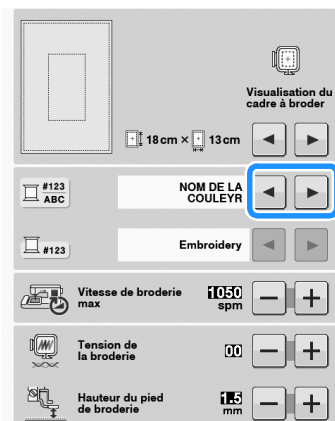 Visualisation du
cadre à broder
18 cm × 13 cm
#123
ABC
NOM DE LA
COULEYR
#123
Embroidery
Vitesse de broderie
max
1050
spm
Tension de
la broderie
00
Hauteur du pied
de broderie
1.5
mm